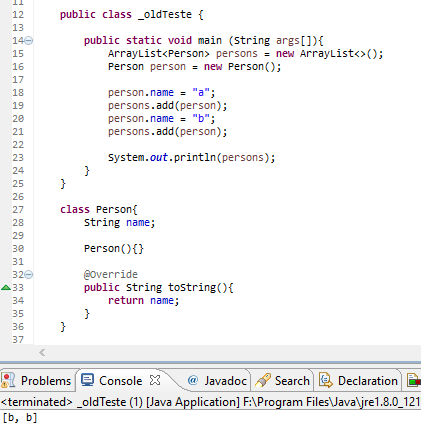 11
12 public class _oldTeste {
13
14 public static void main (String args[]){
15 ArrayList<Person> persons = new ArrayList<>();
16 Person person = new Person();
17
18 person.name = "a";
19 persons.add(person);
20 person.name = "b";
21 persons.add(person);
22
23 System.out.println(persons);
24 }
25 }
26
27 class Person{
28 String name;
29
30 Person(){}
31
32 @Override
33 public String toString(){
34 return name;
35 }
36 }
37
Problems Console Javadoc Search Declaration
<terminated> _oldTeste (1) [Java Application] F:\Program Files\Java\jre1.8.0_121
[b, b]